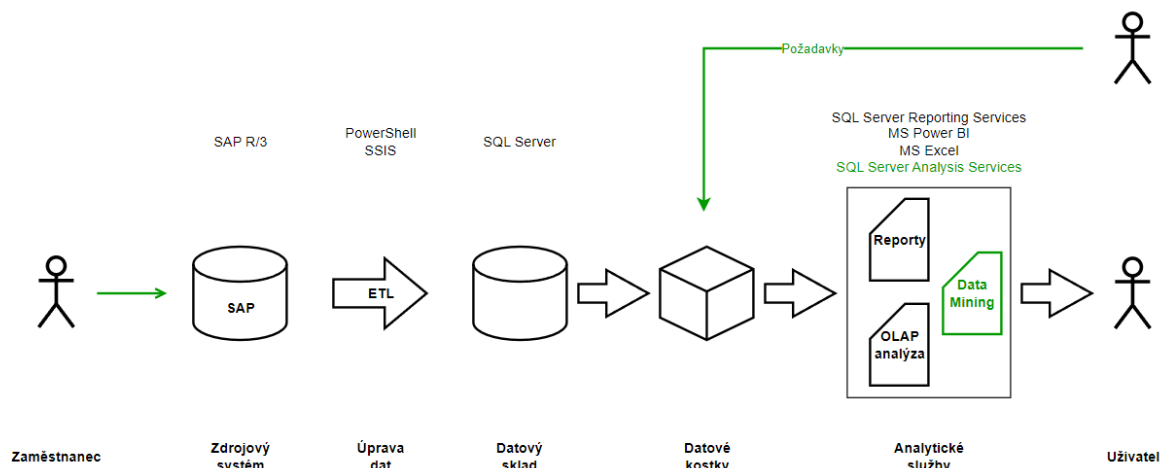 Požadavky
SAP R/3
PowerShell
SSIS
SQL Server
SQL Server Reporting Services
MS Power BI
MS Excel
SQL Server Analysis Services
SAP
ETL
Reporty
Data
Mining
OLAP
analýza
Zaměstnanec
Zdrojový
systém
Úprava
dat
Datový
sklad
Datové
kostky
Analytické
služby
Uživatel